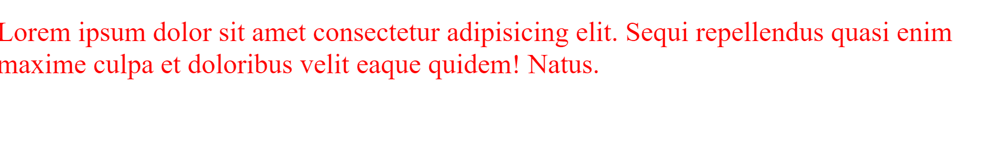 Lorem ipsum dolor sit amet consectetur adipisicing elit. Sequi repellendus quasi enim
maxime culpa et doloribus velit eaque quidem! Natus.